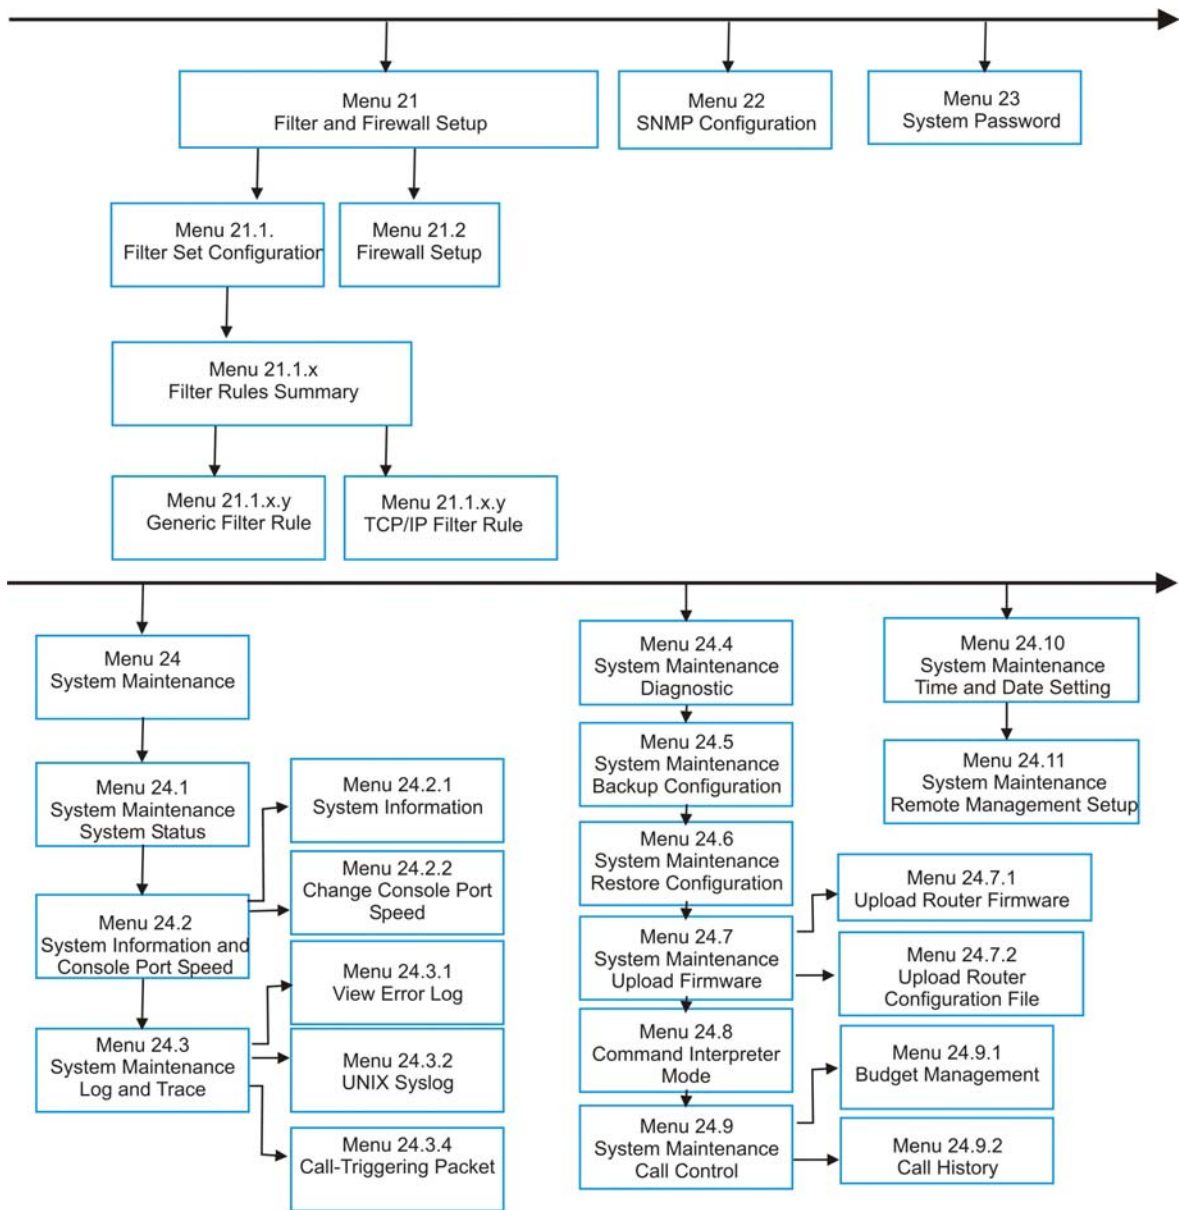 Menu 21
Filter and Firewall Setup
Menu 22
SNMP Configuration
Menu 23
System Password
Menu 21.1.
Filter Set Configuration
Menu 21.2
Firewall Setup
Menu 21.1.x
Filter Rules Summary
Menu 21.1.x.y
Generic Filter Rule
Menu 21.1.x.y
TCP/IP Filter Rule
Menu 24
System Maintenance
Menu 24.1
System Maintenance
System Status
Menu 24.2
System Information and
Console Port Speed
Menu 24.2.1
System Information
Menu 24.2.2
Change Console Port
Speed
Menu 24.3
System Maintenance
Log and Trace
Menu 24.3.1
View Error Log
Menu 24.3.2
UNIX Syslog
Menu 24.3.4
Call-Triggering Packet
Menu 24.4
System Maintenance
Diagnostic
Menu 24.5
System Maintenance
Backup Configuration
Menu 24.6
System Maintenance
Restore Configuration
Menu 24.7
System Maintenance
Upload Firmware
Menu 24.7.1
Upload Router Firmware
Menu 24.7.2
Upload Router
Configuration File
Menu 24.8
Command Interpreter
Mode
Menu 24.9
System Maintenance
Call Control
Menu 24.9.1
Budget Management
Menu 24.9.2
Call History
Menu 24.10
System Maintenance
Time and Date Setting
Menu 24.11
System Maintenance
Remote Management Setup